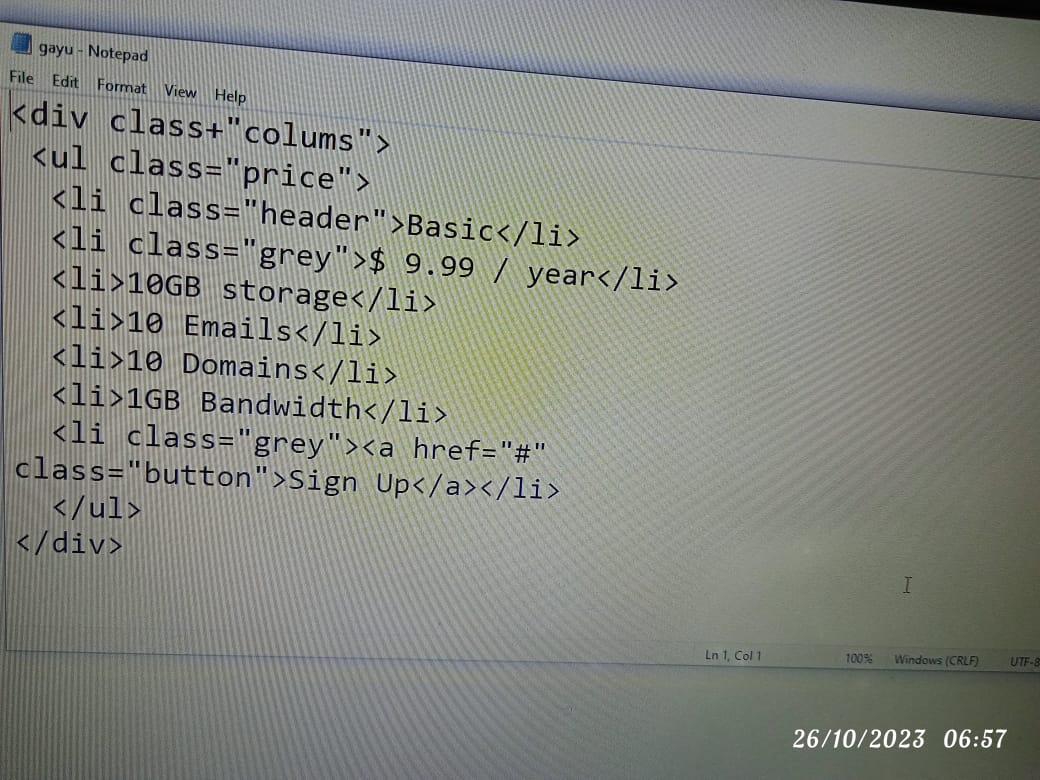 gayu - Notepad
File Edit Format View Help
<div class+"colums">
<ul class="price">
<li class="header">Basic</li>
<li class="grey">$ 9.99 / year</li>
<li>10GB storage</li>
<li>10 Emails</li>
<li>10 Domains</li>
<li>1GB Bandwidth</li>
<li class="grey"><a href="#"
class="button">Sign Up</a></li>
</ul>
</div>
Ln 1, Col 1 100% Windows (CRLF) UTF-8
26/10/2023 06:57